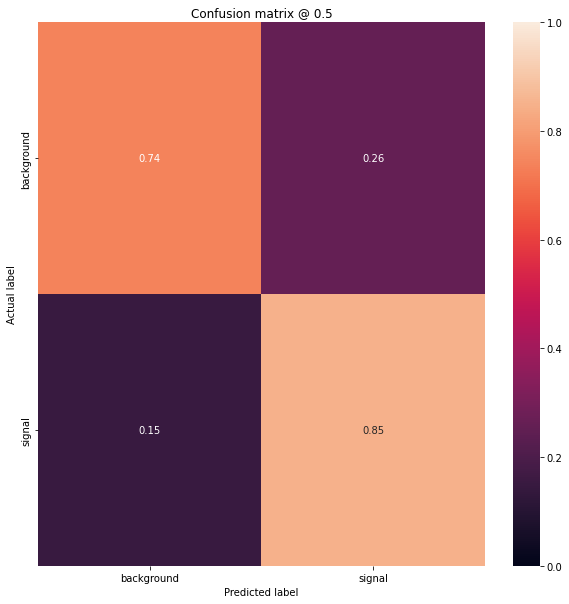 Confusion matrix @ 0.5
background
signal
Actual label
0.74
0.26
0.15
0.85
background
signal
Predicted label
1.0
0.8
0.6
0.4
0.2
0.0